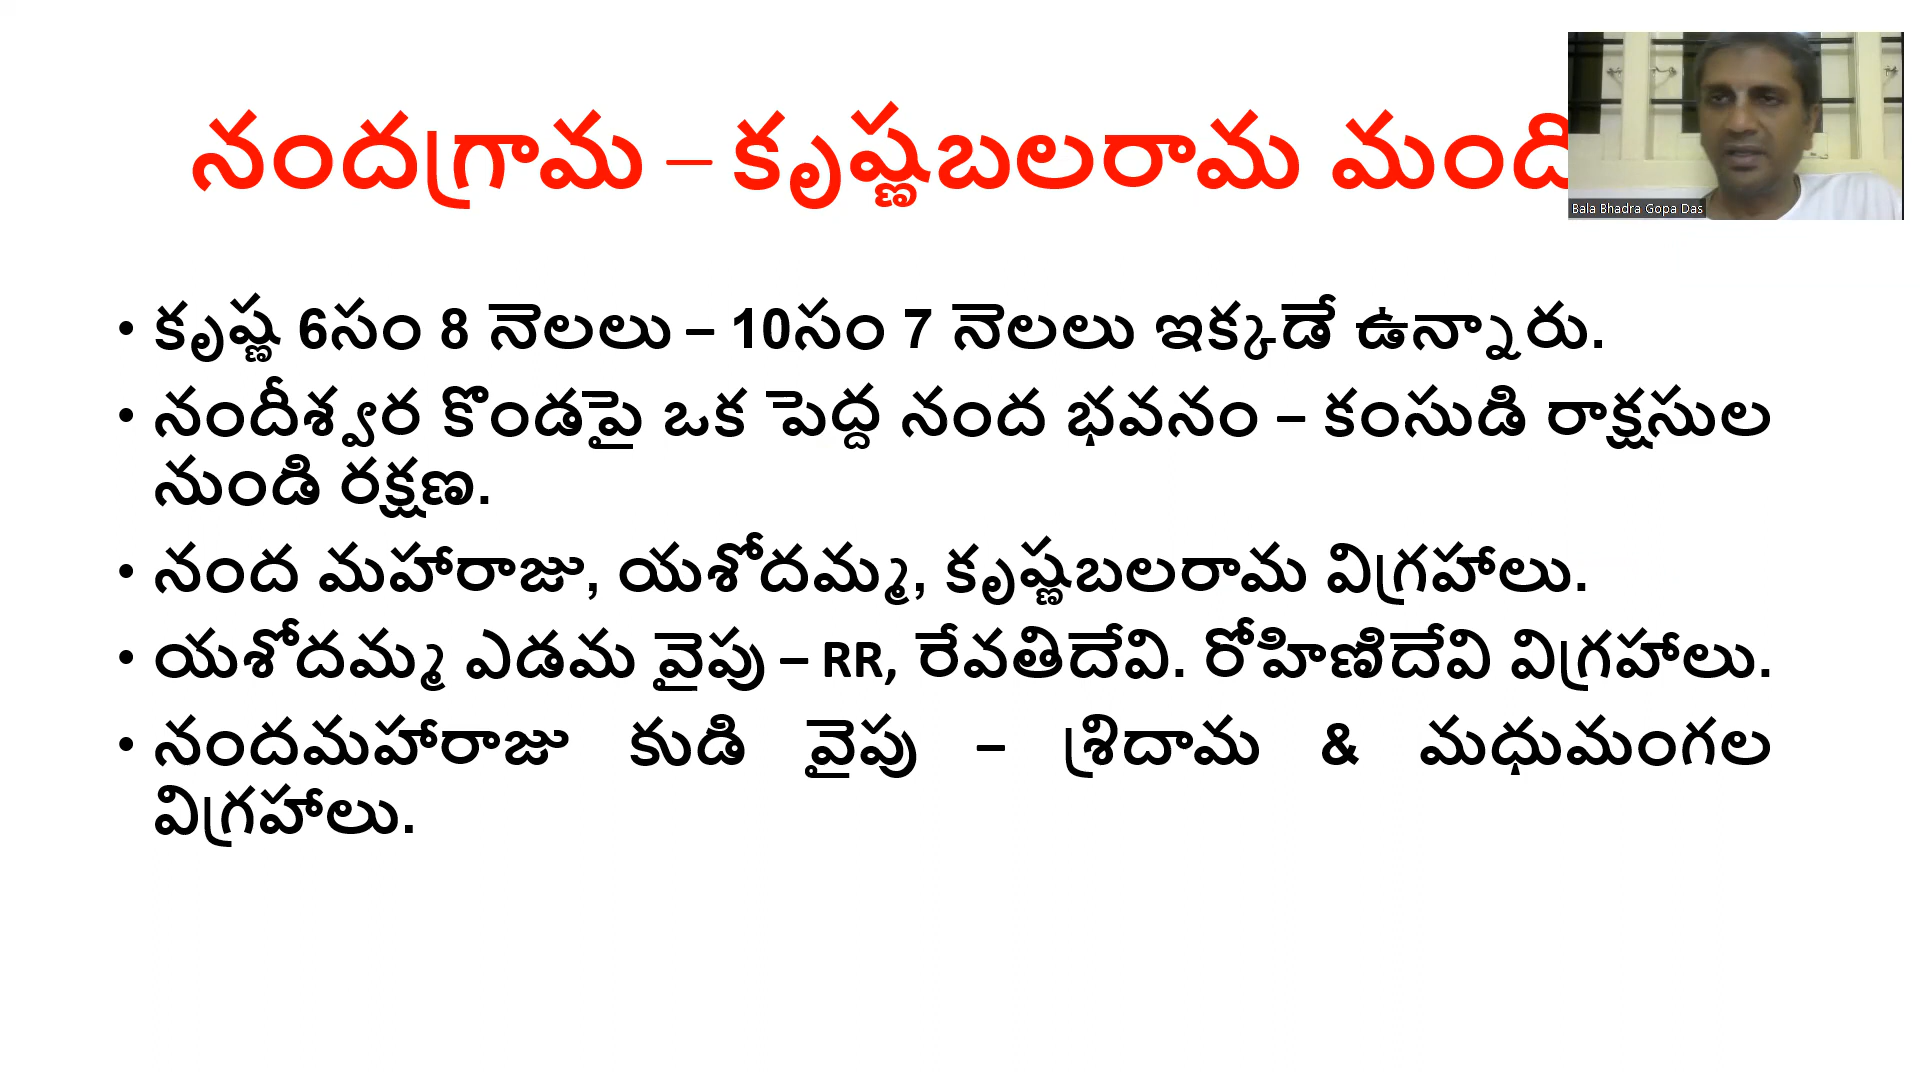 నందగ్రామ – కృష్ణబలరామ మంది
Bala Bhadra Gopa Das
• కృష్ణ 6సం 8 నెలలు – 10సం 7 నెలలు ఇక్కడే ఉన్నారు.
• నందీశ్వర కొండపై ఒక పెద్ద నంద భవనం – కంసుడి రాక్షసుల
నుండి రక్షణ.
• నంద మహారాజు, యశోదమ్మ, కృష్ణబలరామ విగ్రహాలు.
• యశోదమ్మ ఎడమ వైపు – RR, రేవతిదేవి. రోహిణిదేవి విగ్రహాలు.
• నందమహారాజు కుడి వైపు – శ్రిదామ & మధుమంగల
విగ్రహాలు.